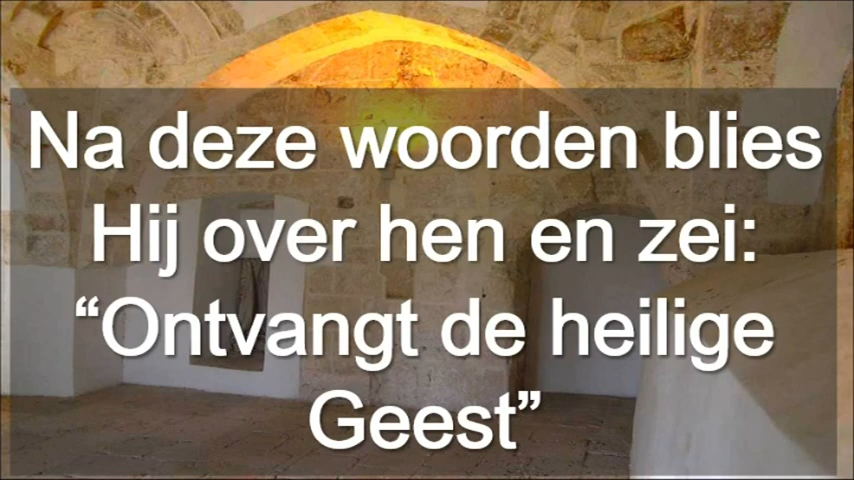 Na deze woorden blies
Hij over hen en zei:
“Ontvangt de heilige
Geest”